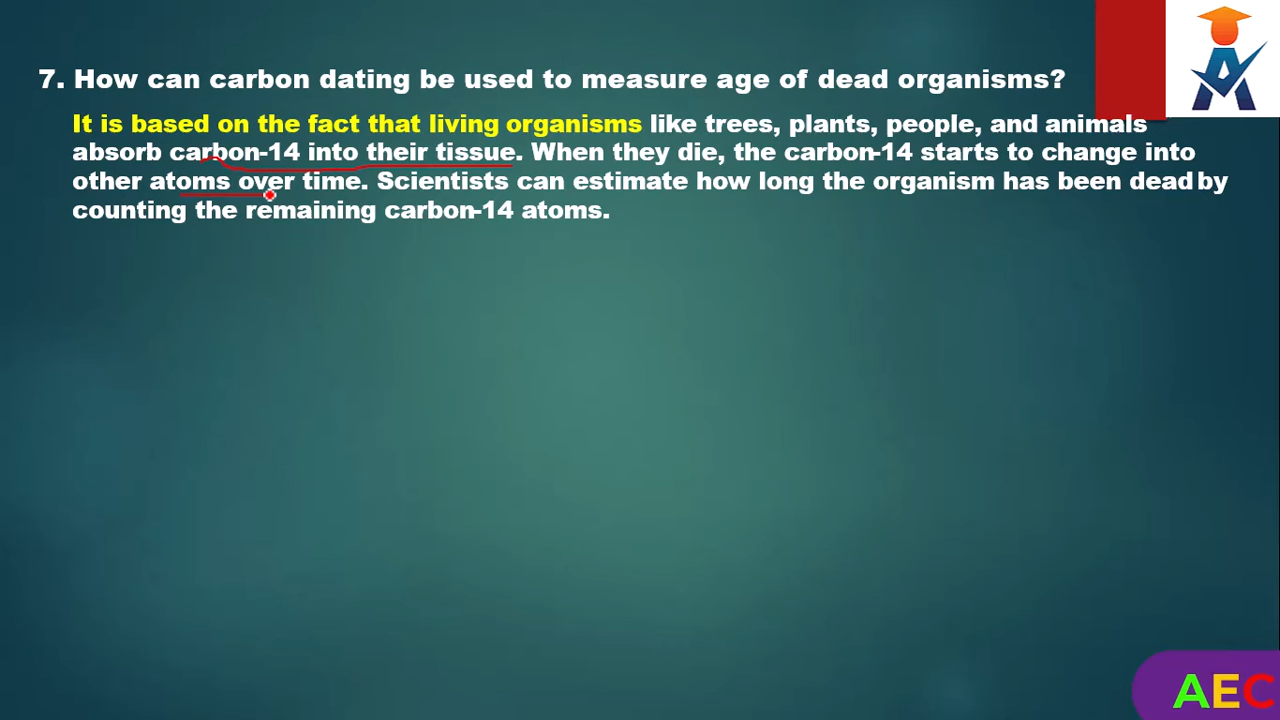 7. How can carbon dating be used to measure age of dead organisms?
It is based on the fact that living organisms like trees, plants, people, and animals
absorb carbon-14 into their tissue. When they die, the carbon-14 starts to change into
other atoms over time. Scientists can estimate how long the organism has been dead by
counting the remaining carbon-14 atoms.
AEC